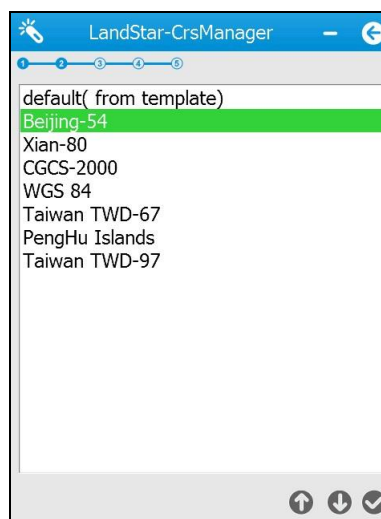 LandStar-CrsManager
1 2 3 4 5
default( from template)
Beijing-54
Xian-80
CGCS-2000
WGS 84
Taiwan TWD-67
PengHu Islands
Taiwan TWD-97